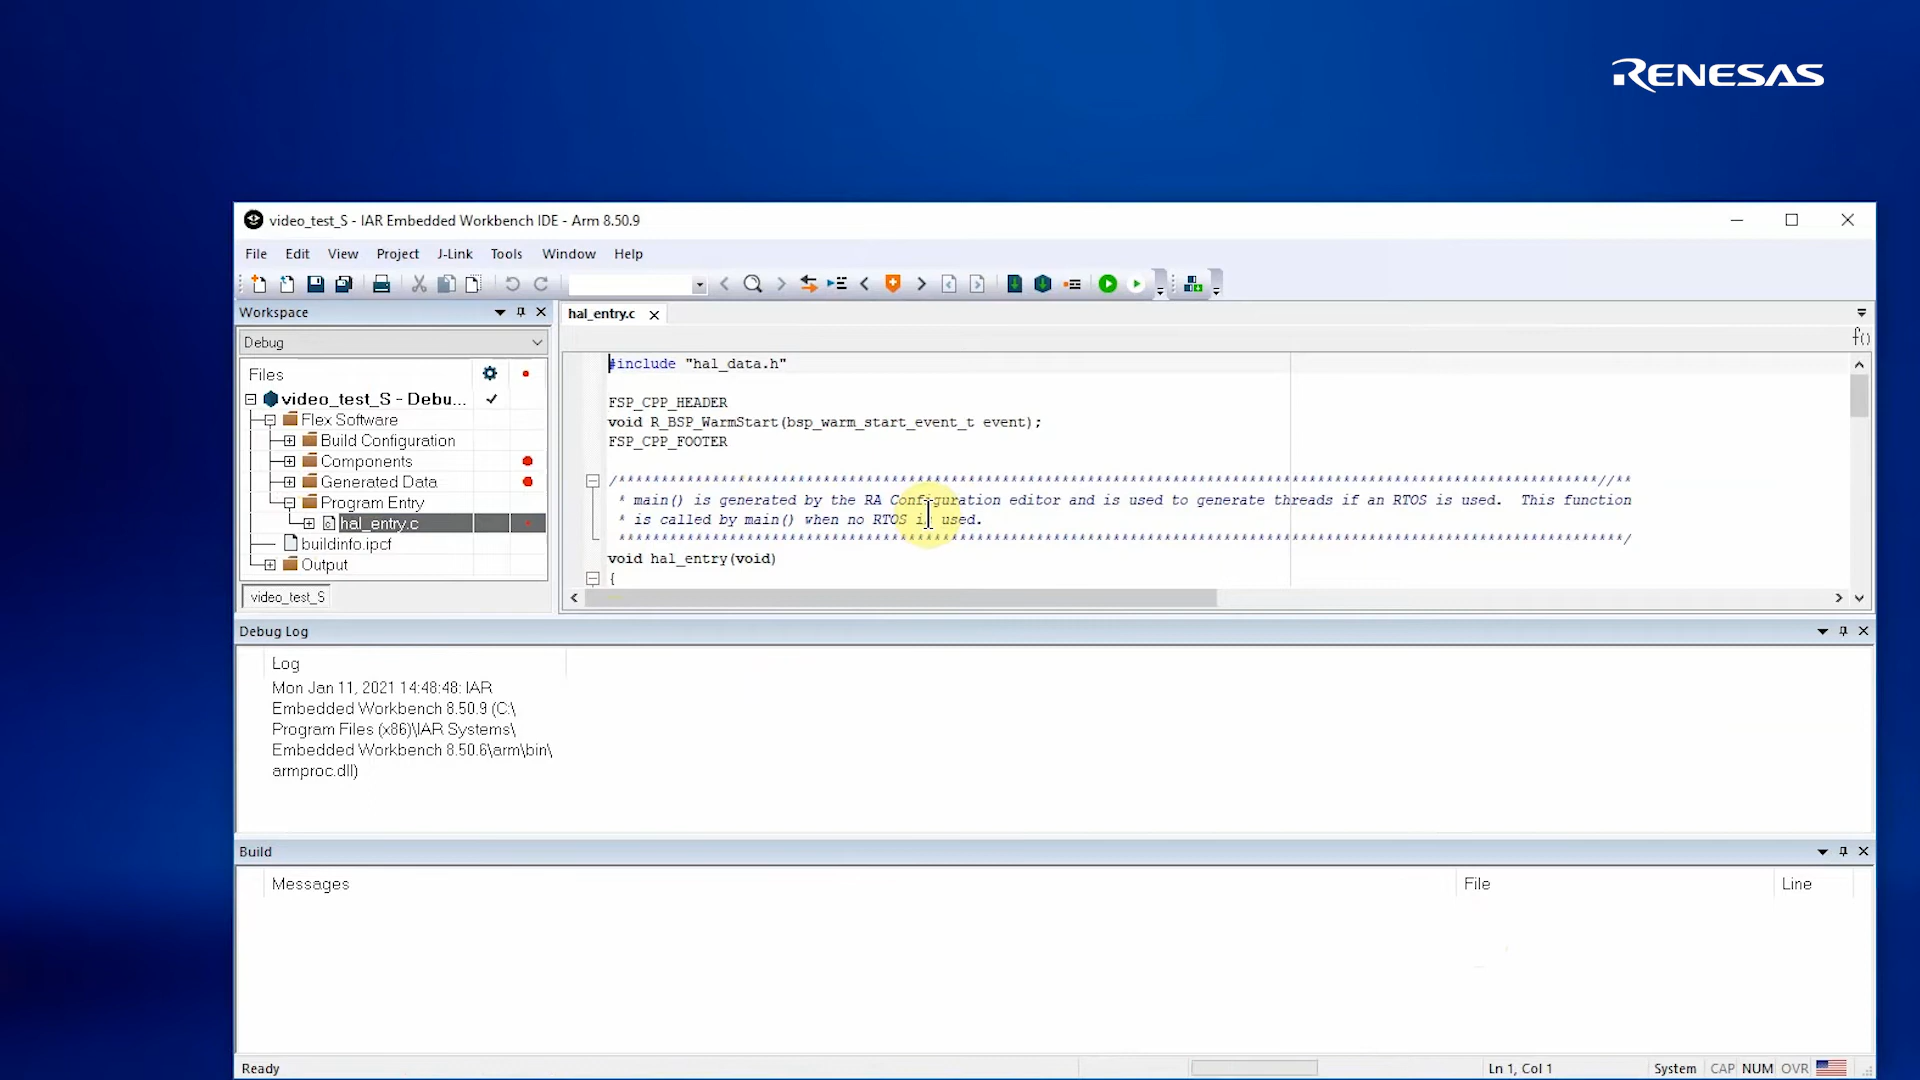 RENESAS
video_test_S - IAR Embedded Workbench IDE - Arm 8.50.9
File Edit View Project J-Link Tools Window Help
Workspace
hal_entry.c
Debug
f()
Files
video_test_S - Debu...
Flex Software
Build Configuration
Components
Generated Data
Program Entry
hal_entry.c
buildinfo.ipcf
Output
video_test_S
#include "hal_data.h"
FSP_CPP_HEADER
void R_BSP_WarmStart(bsp_warm_start_event_t event);
FSP_CPP_FOOTER
* main() is generated by the RA Configuration editor and is used to generate threads if an RTOS is used. This function
* is called by main() when no RTOS is used.
void hal_entry(void)
{
Debug Log
Log
Mon Jan 11, 2021 14:48:48: IAR
Embedded Workbench 8.50.9 (C:\
Program Files (x86)\IAR Systems\
Embedded Workbench 8.50.6\arm\bin\
armproc.dll)
Build
Messages File Line
Ready Ln 1, Col 1 System CAP NUM OVR